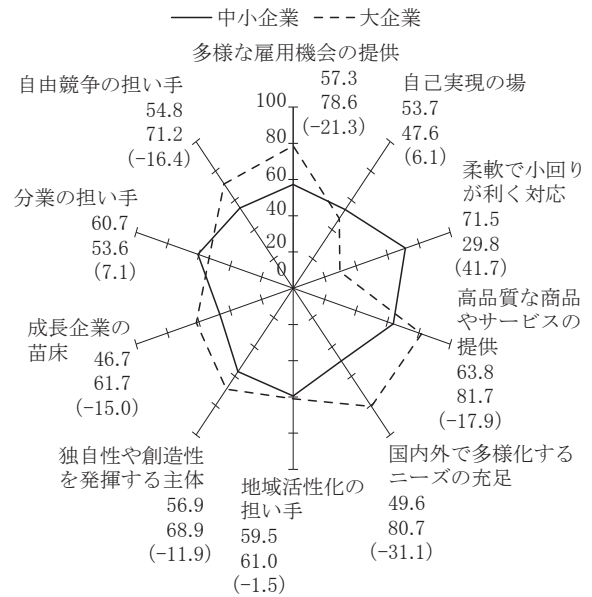 中小企業 大企業
多様な雇用機会の提供
57.3
78.6
(−21.3)
自己実現の場
53.7
47.6
(6.1)
柔軟で小回り
が利く対応
71.5
29.8
(41.7)
高品質な商品
やサービスの
提供
63.8
81.7
(−17.9)
国内外で多様化する
ニーズの充足
49.6
80.7
(−31.1)
地域活性化の
担い手
59.5
61.0
(−1.5)
独自性や創造性
を発揮する主体
56.9
68.9
(−11.9)
成長企業の
苗床
46.7
61.7
(−15.0)
分業の担い手
60.7
53.6
(7.1)
自由競争の担い手
54.8
71.2
(−16.4)
100
80
60
40
20
0